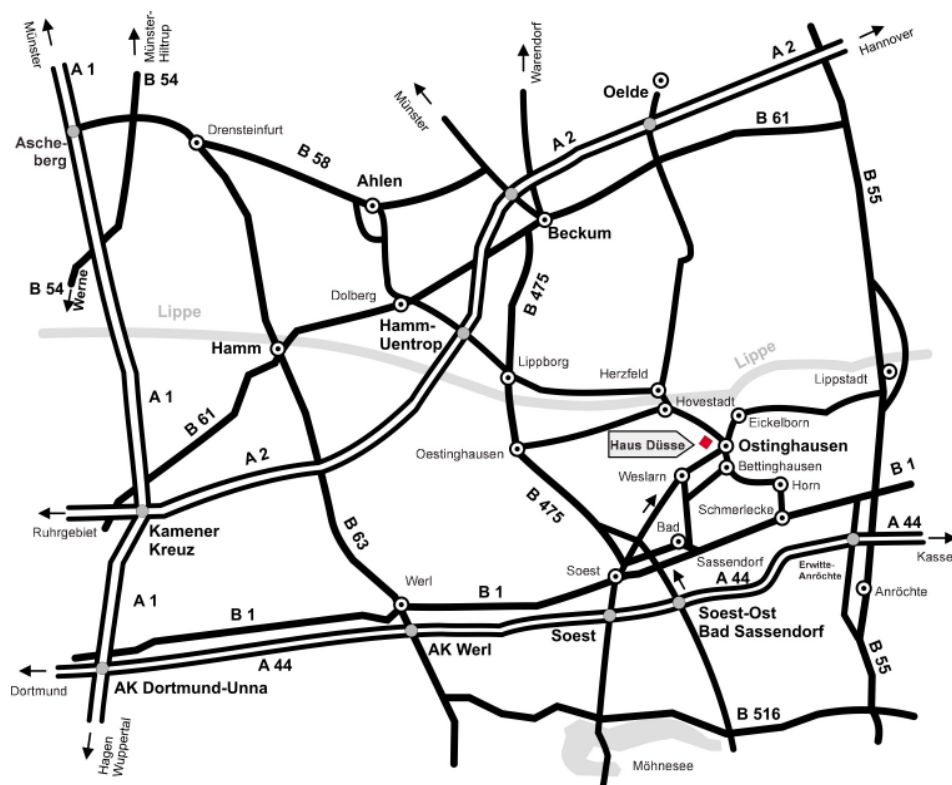 Münster
A 1
Münster-
Hiltrup
B 54
Warendorf
A 2
Hannover
Oelde
Münster
A 2
B 61
Asche-
berg
Drensteinfurt
B 58
Ahlen
B 55
Beckum
B 54
Werne
B 475
Dolberg
Lippe
Hamm-
Uentrop
Hamm
Lippborg
Herzfeld
Lippe
Lippstadt
A 1
B 61
Hovestadt
Eickelborn
Haus Düsse
Ostinghausen
A 2
Oestinghausen
Weslarn
Bettinghausen
Horn
B 1
B 475
Schmerlecke
Ruhrgebiet
Kamener
Kreuz
B 63
Bad
Sassendorf
A 44
Kassel
Erwitte-
Anröchte
Soest
A 44
Werl
B 1
Anröchte
A 1
B 1
Soest
Soest-Ost
Bad Sassendorf
AK Werl
A 44
B 55
Dortmund
AK Dortmund-Unna
B 516
Hagen
Wuppertal
Möhnesee